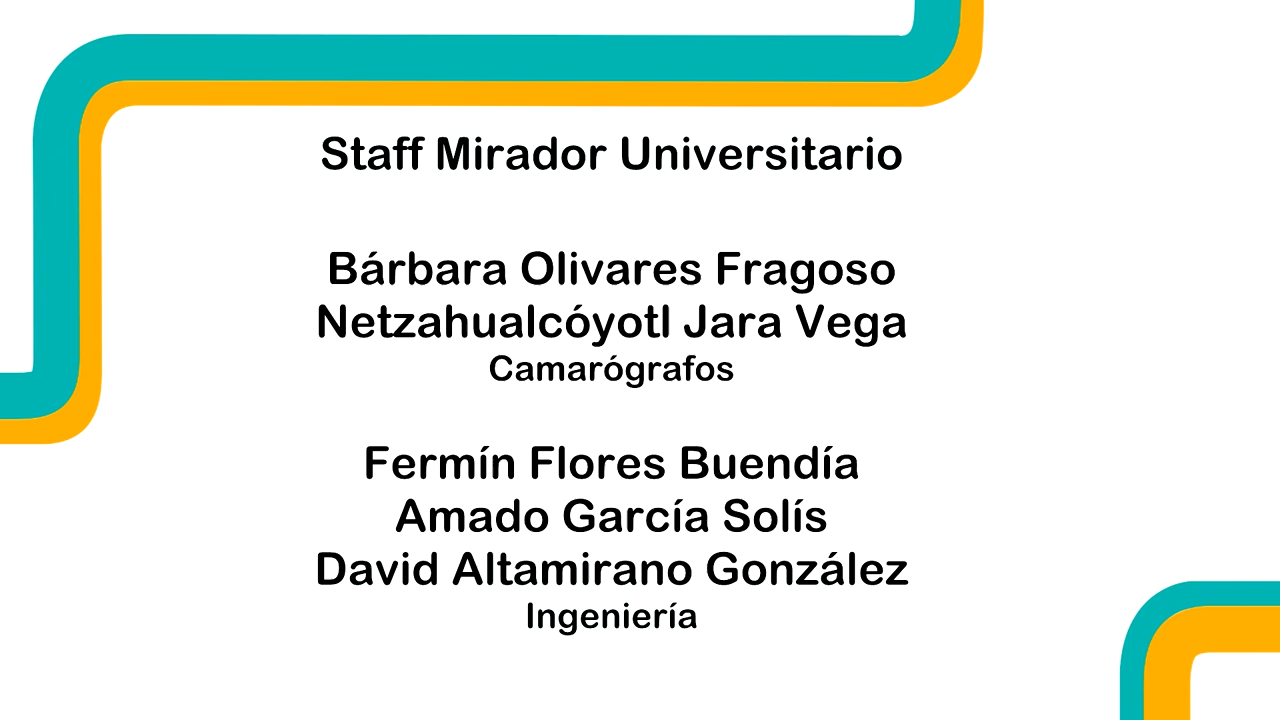 Staff Mirador Universitario
Bárbara Olivares Fragoso
Netzahualcóyotl Jara Vega
Camarógrafos
Fermín Flores Buendía
Amado García Solís
David Altamirano González
Ingeniería